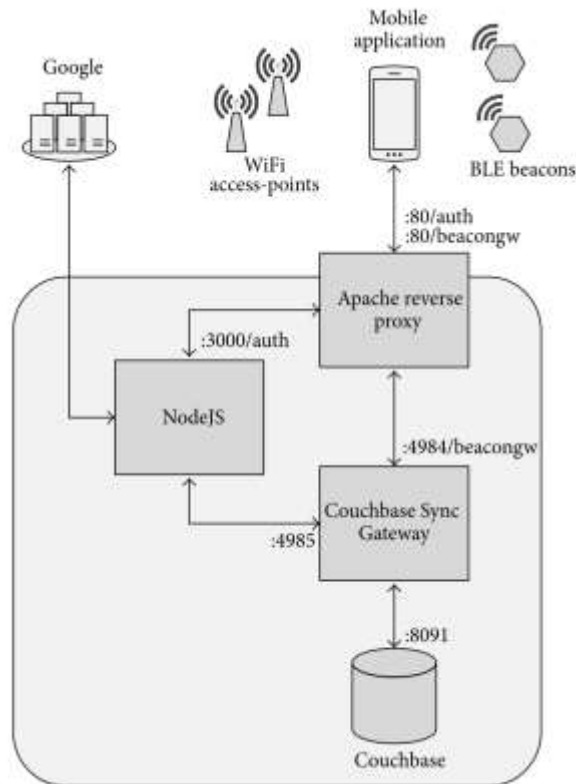 Google
WiFi
access-points
Mobile
application
BLE beacons
:80/auth
:80/beacongw
Apache reverse
proxy
:3000/auth
NodeJS
:4984/beacongw
Couchbase Sync
Gateway
:4985
:8091
Couchbase